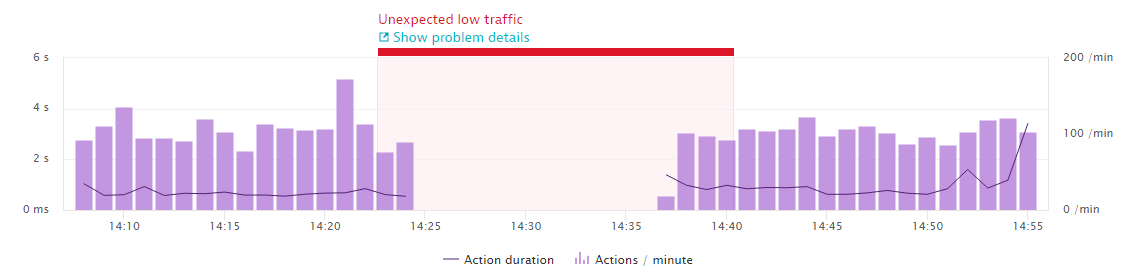 Unexpected low traffic
Show problem details
6 s
200 /min
4 s
100 /min
2 s
0 ms
0 /min
14:10 14:15 14:20 14:25 14:30 14:35 14:40 14:45 14:50 14:55
Action duration Actions / minute